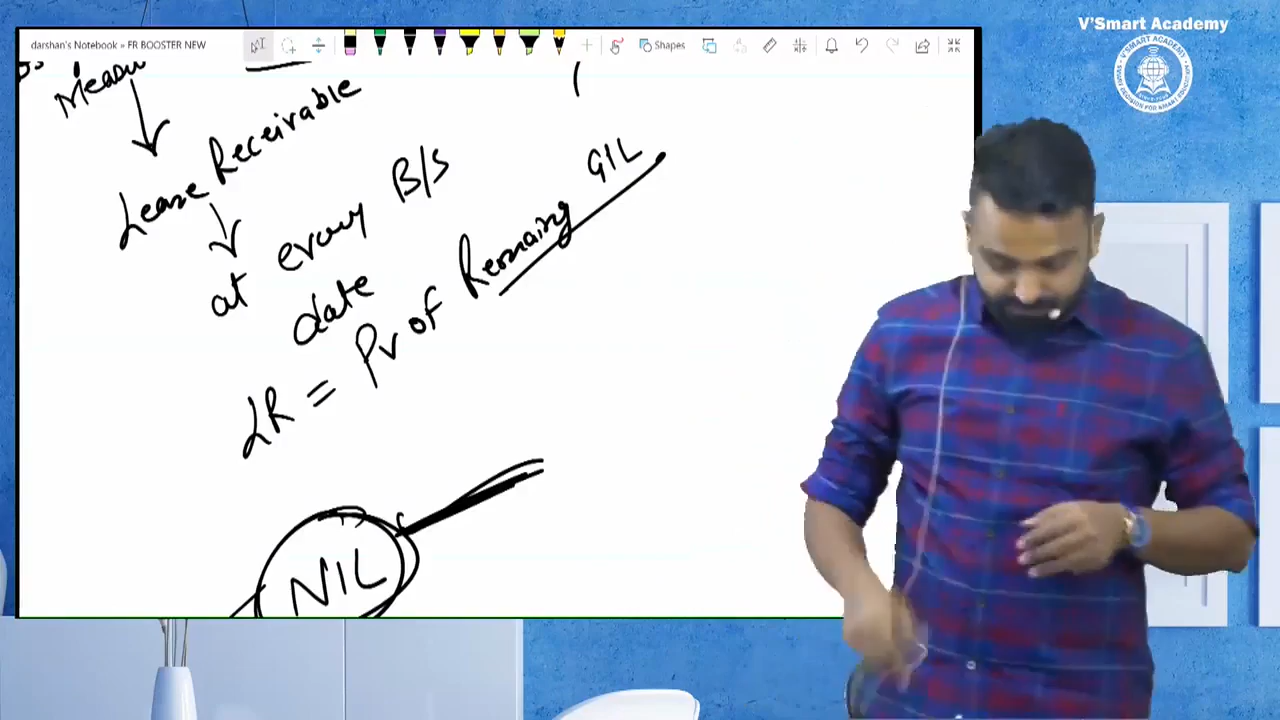 V'Smart Academy
darshan's Notebook » FR BOOSTER NEW
Shapes
Measu
Lease Receivable
at every B/S
date
LR = PV of Remaing GIL
NIL